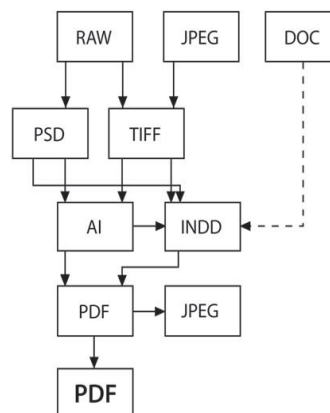 RAW JPEG DOC
PSD TIFF
AI INDD
PDF JPEG
PDF